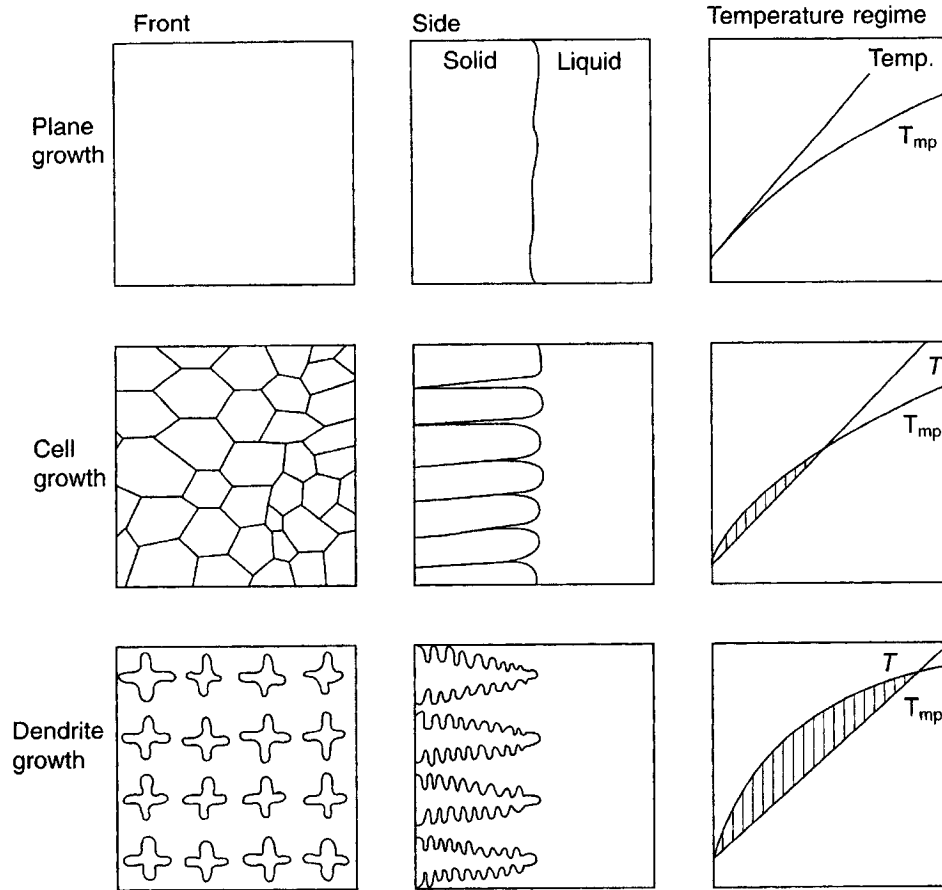 Front
Side
Temperature regime
Plane
growth
Solid
Liquid
Temp.
Tmp
Cell
growth
T
Tmp
Dendrite
growth
T
Tmp